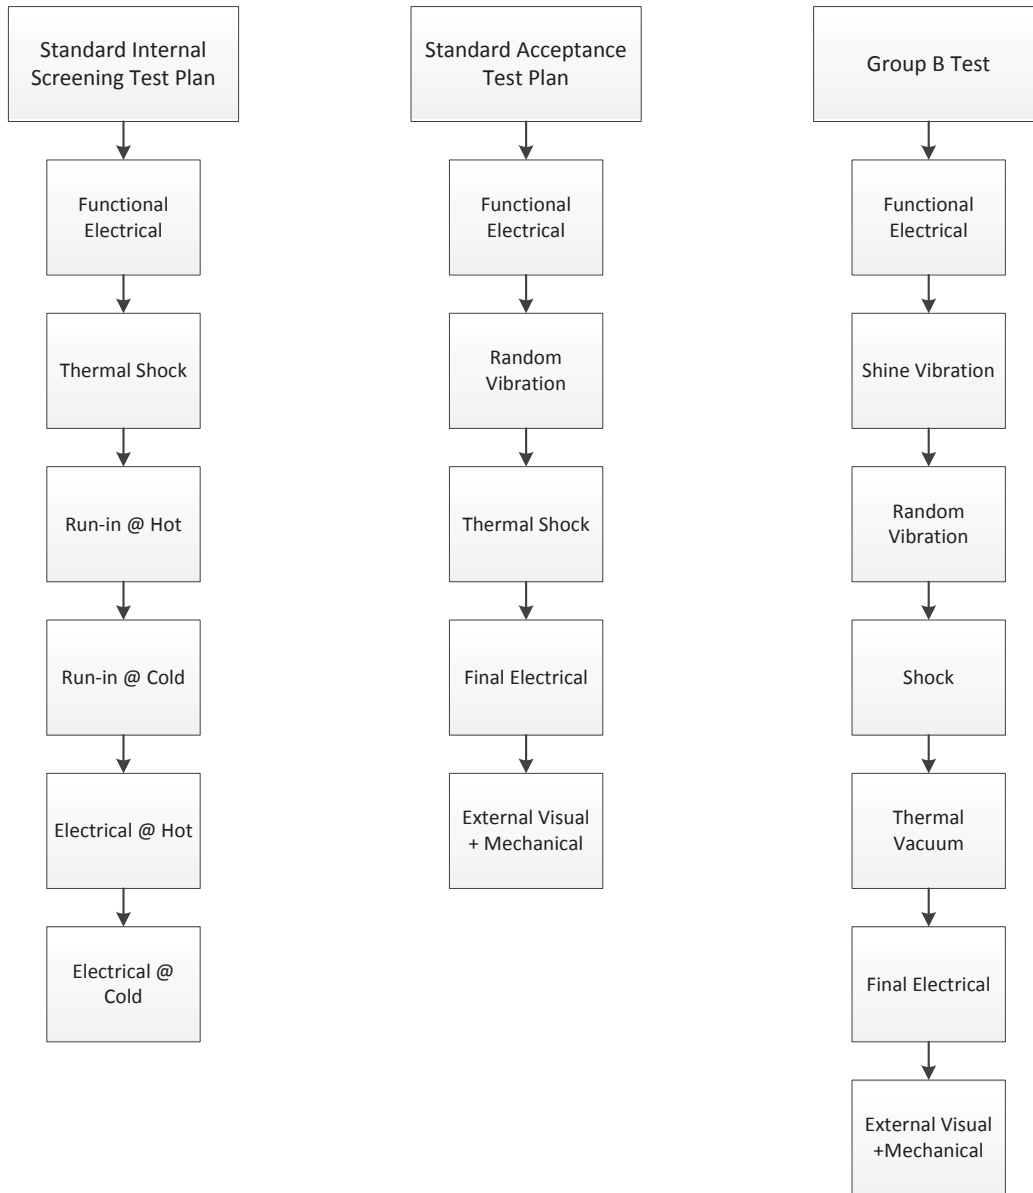 Standard Internal
Screening Test Plan
Functional
Electrical
Thermal Shock
Run-in @ Hot
Run-in @ Cold
Electrical @ Hot
Electrical @
Cold
Standard Acceptance
Test Plan
Functional
Electrical
Random
Vibration
Thermal Shock
Final Electrical
External Visual
+ Mechanical
Group B Test
Functional
Electrical
Shine Vibration
Random
Vibration
Shock
Thermal
Vacuum
Final Electrical
External Visual
+Mechanical